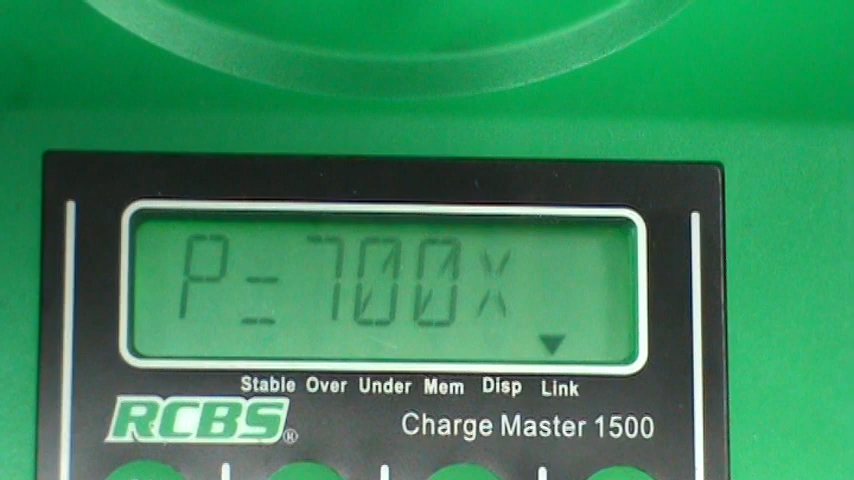 P=700X
Stable Over Under Mem Disp Link
RCBS®
Charge Master 1500